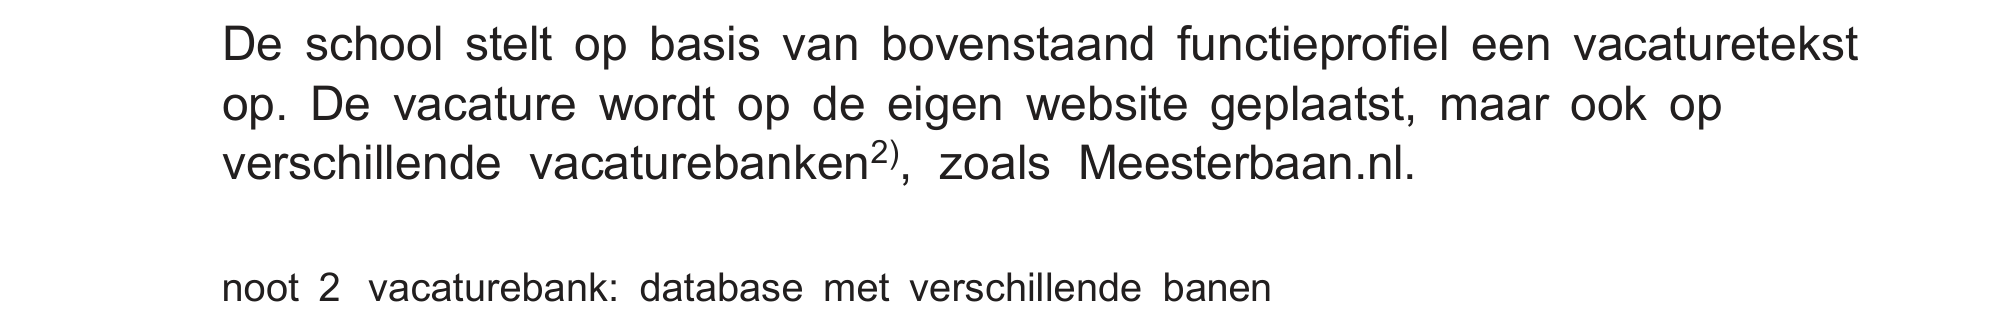 De school stelt op basis van bovenstaand functieprofiel een vacaturetekst
op. De vacature wordt op de eigen website geplaatst, maar ook op
verschillende vacaturebanken2), zoals Meesterbaan.nl.
noot 2 vacaturebank: database met verschillende banen